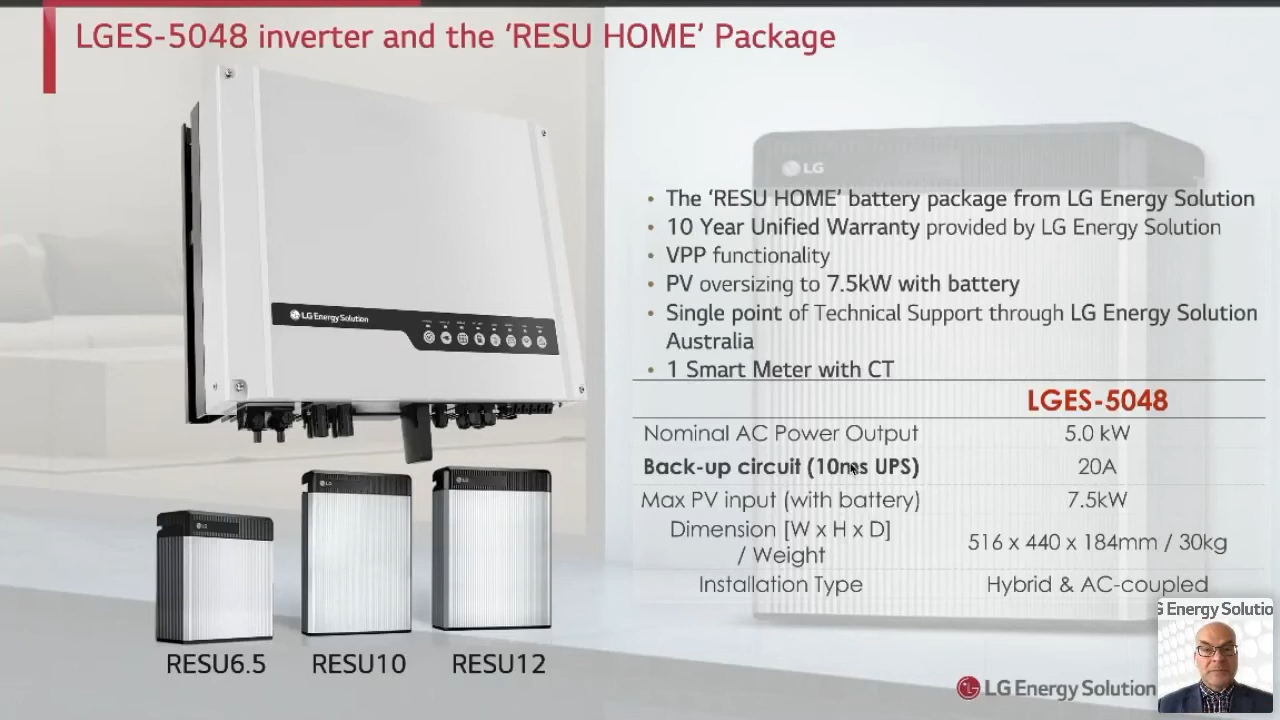 LGES-5048 inverter and the ‘RESU HOME’ Package
LG Energy Solution
LG
• The ‘RESU HOME’ battery package from LG Energy Solution
• 10 Year Unified Warranty provided by LG Energy Solution
• VPP functionality
• PV oversizing to 7.5kW with battery
• Single point of Technical Support through LG Energy Solution
Australia
• 1 Smart Meter with CT
LGES-5048
Nominal AC Power Output 5.0 kW
Back-up circuit (10ms UPS) 20A
Max PV input (with battery) 7.5kW
Dimension [W x H x D]
/ Weight 516 x 440 x 184mm / 30kg
Installation Type Hybrid & AC-coupled
LG
LG
LG
RESU6.5 RESU10 RESU12
G Energy Solutio
LG Energy Solution